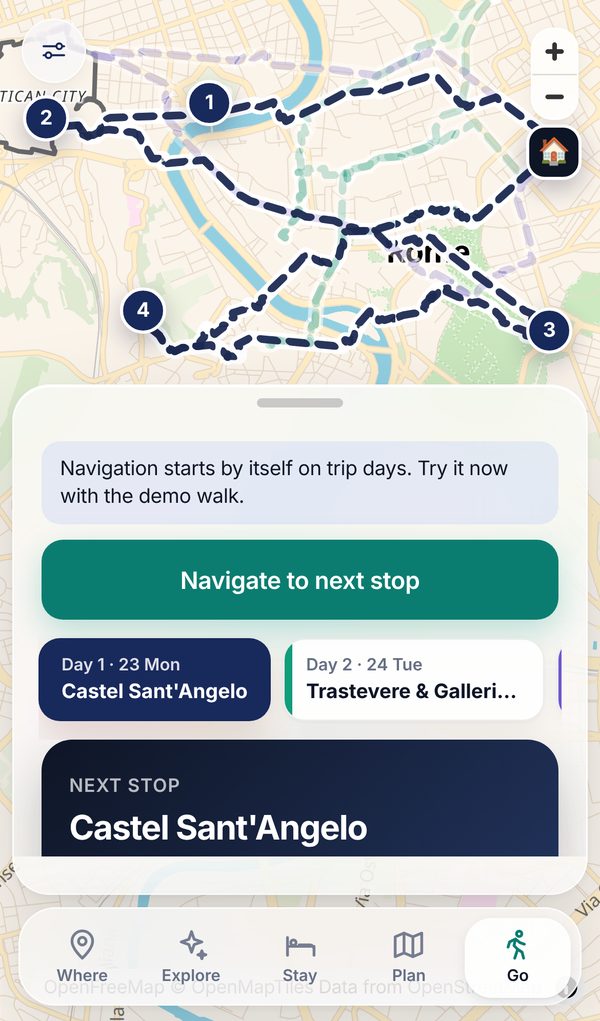 TICAN CITY
1
2
Rome
4
3
Navigation starts by itself on trip days. Try it now
with the demo walk.
Navigate to next stop
Day 1 · 23 Mon
Castel Sant'Angelo
Day 2 · 24 Tue
Trastevere & Galleri...
NEXT STOP
Castel Sant'Angelo
Via
Where
Explore
Stay
Plan
Go
OpenFreeMap © OpenMapTiles Data from OpenStreetMap